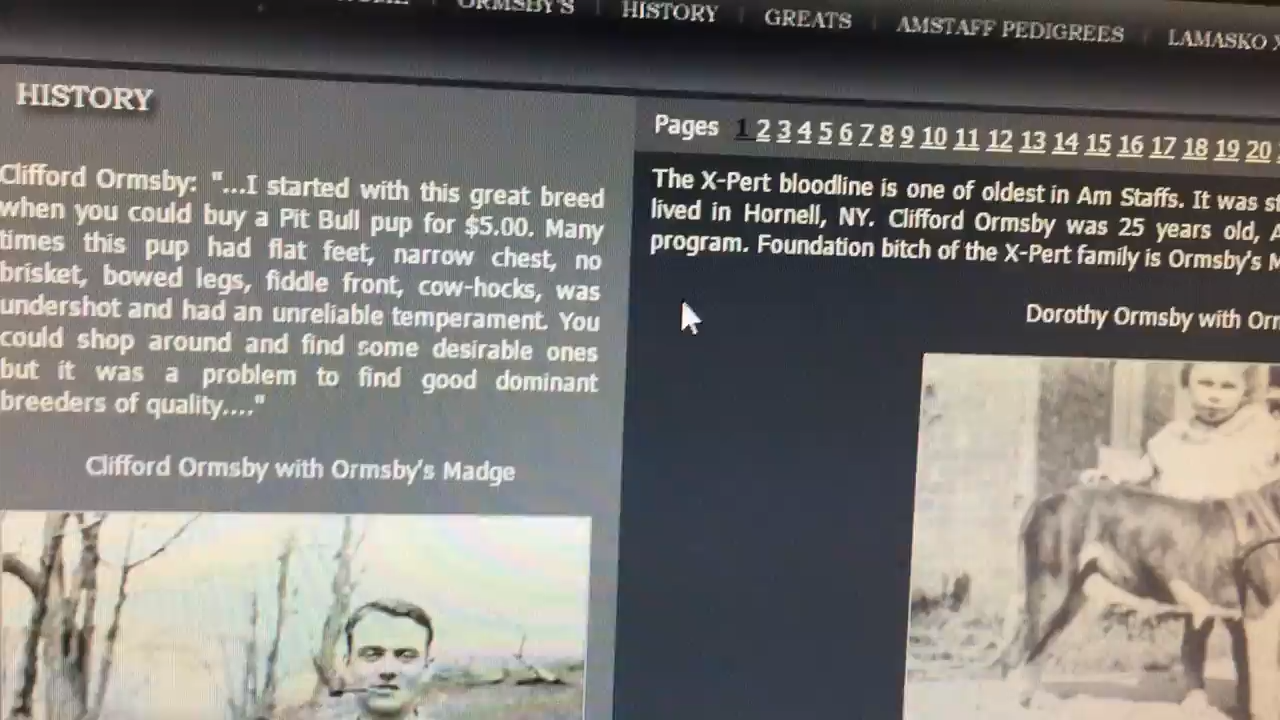 ORMSBY'S HISTORY GREATS AMSTAFF PEDIGREES LAMASKO
HISTORY
Clifford Ormsby: "...I started with this great breed
when you could buy a Pit Bull pup for $5.00. Many
times this pup had flat feet, narrow chest, no
brisket, bowed legs, fiddle front, cow-hocks, was
undershot and had an unreliable temperament. You
could shop around and find some desirable ones
but it was a problem to find good dominant
breeders of quality...."
Clifford Ormsby with Ormsby's Madge
Pages 1 2 3 4 5 6 7 8 9 10 11 12 13 14 15 16 17 18 19 20
The X-Pert bloodline is one of oldest in Am Staffs. It was st
lived in Hornell, NY. Clifford Ormsby was 25 years old, A
program. Foundation bitch of the X-Pert family is Ormsby's M
Dorothy Ormsby with Orm